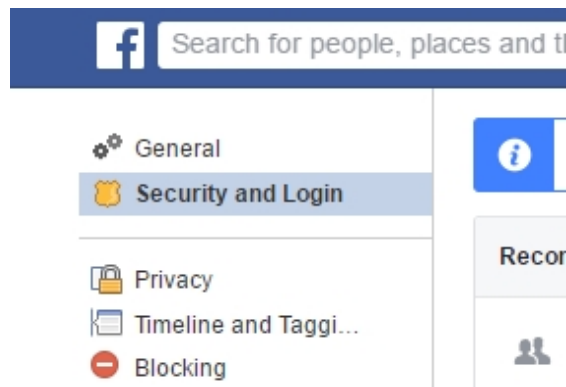 f Search for people, places and t
General
Security and Login
Privacy
Timeline and Taggi...
Blocking
Recor